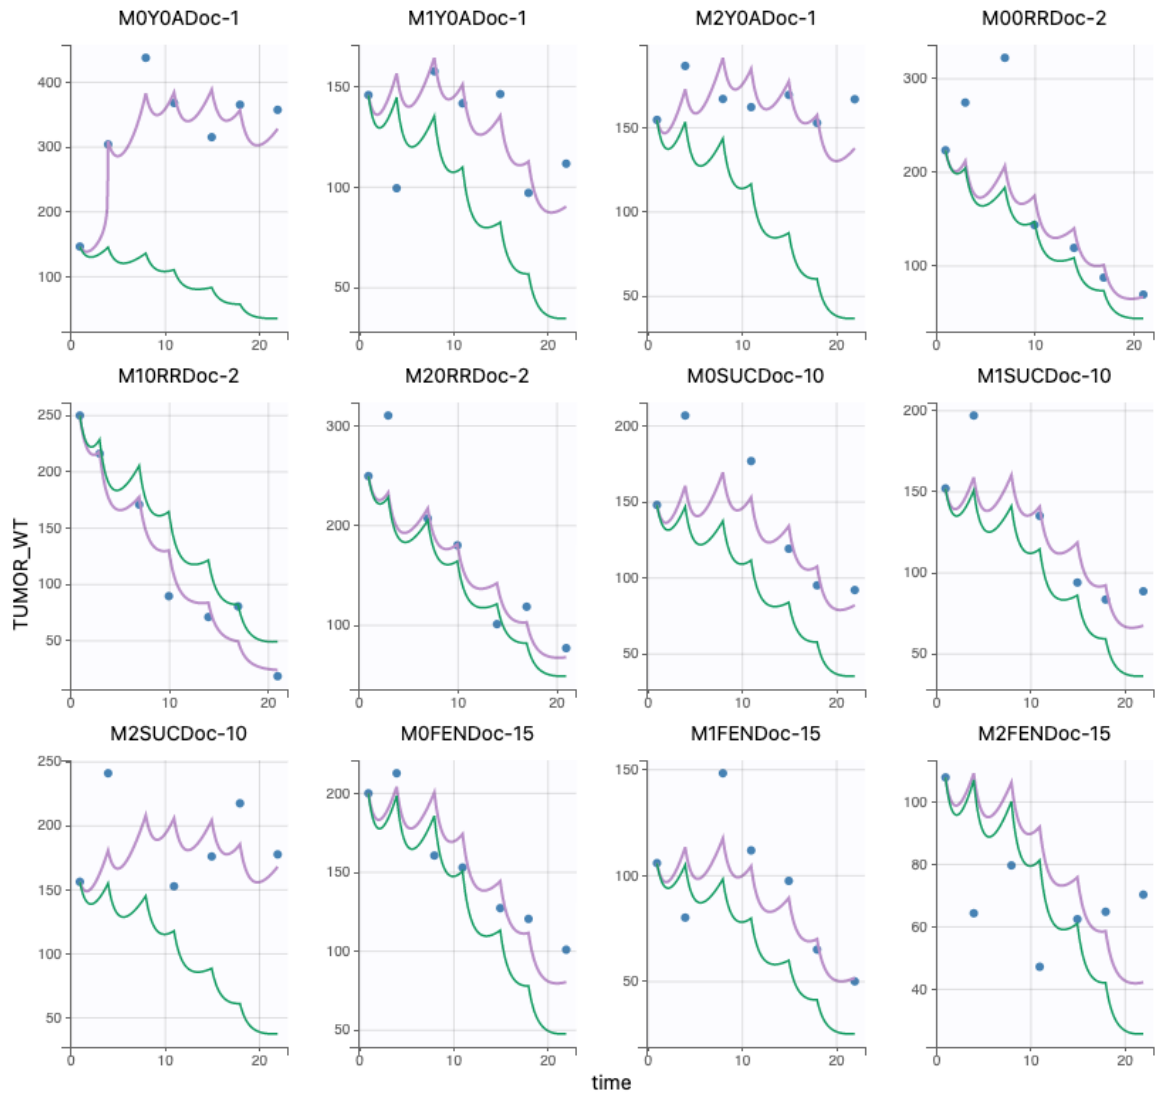 M0Y0ADoc-1 M1Y0ADoc-1 M2Y0ADoc-1 M00RRDoc-2
400 300 200 100 0 10 20
150 100 50 0 10 20
150 100 50 0 10 20
300 200 100 0 10 20
M10RRDoc-2 M20RRDoc-2 M0SUCDoc-10 M1SUCDoc-10
TUMOR_WT
250 200 150 100 50 0 10 20
300 200 100 0 10 20
200 150 100 50 0 10 20
200 150 100 50 0 10 20
M2SUCDoc-10 M0FENDoc-15 M1FENDoc-15 M2FENDoc-15
250 200 150 100 50 0 10 20
200 150 100 50 0 10 20
150 100 50 0 10 20
100 80 60 40 0 10 20
time